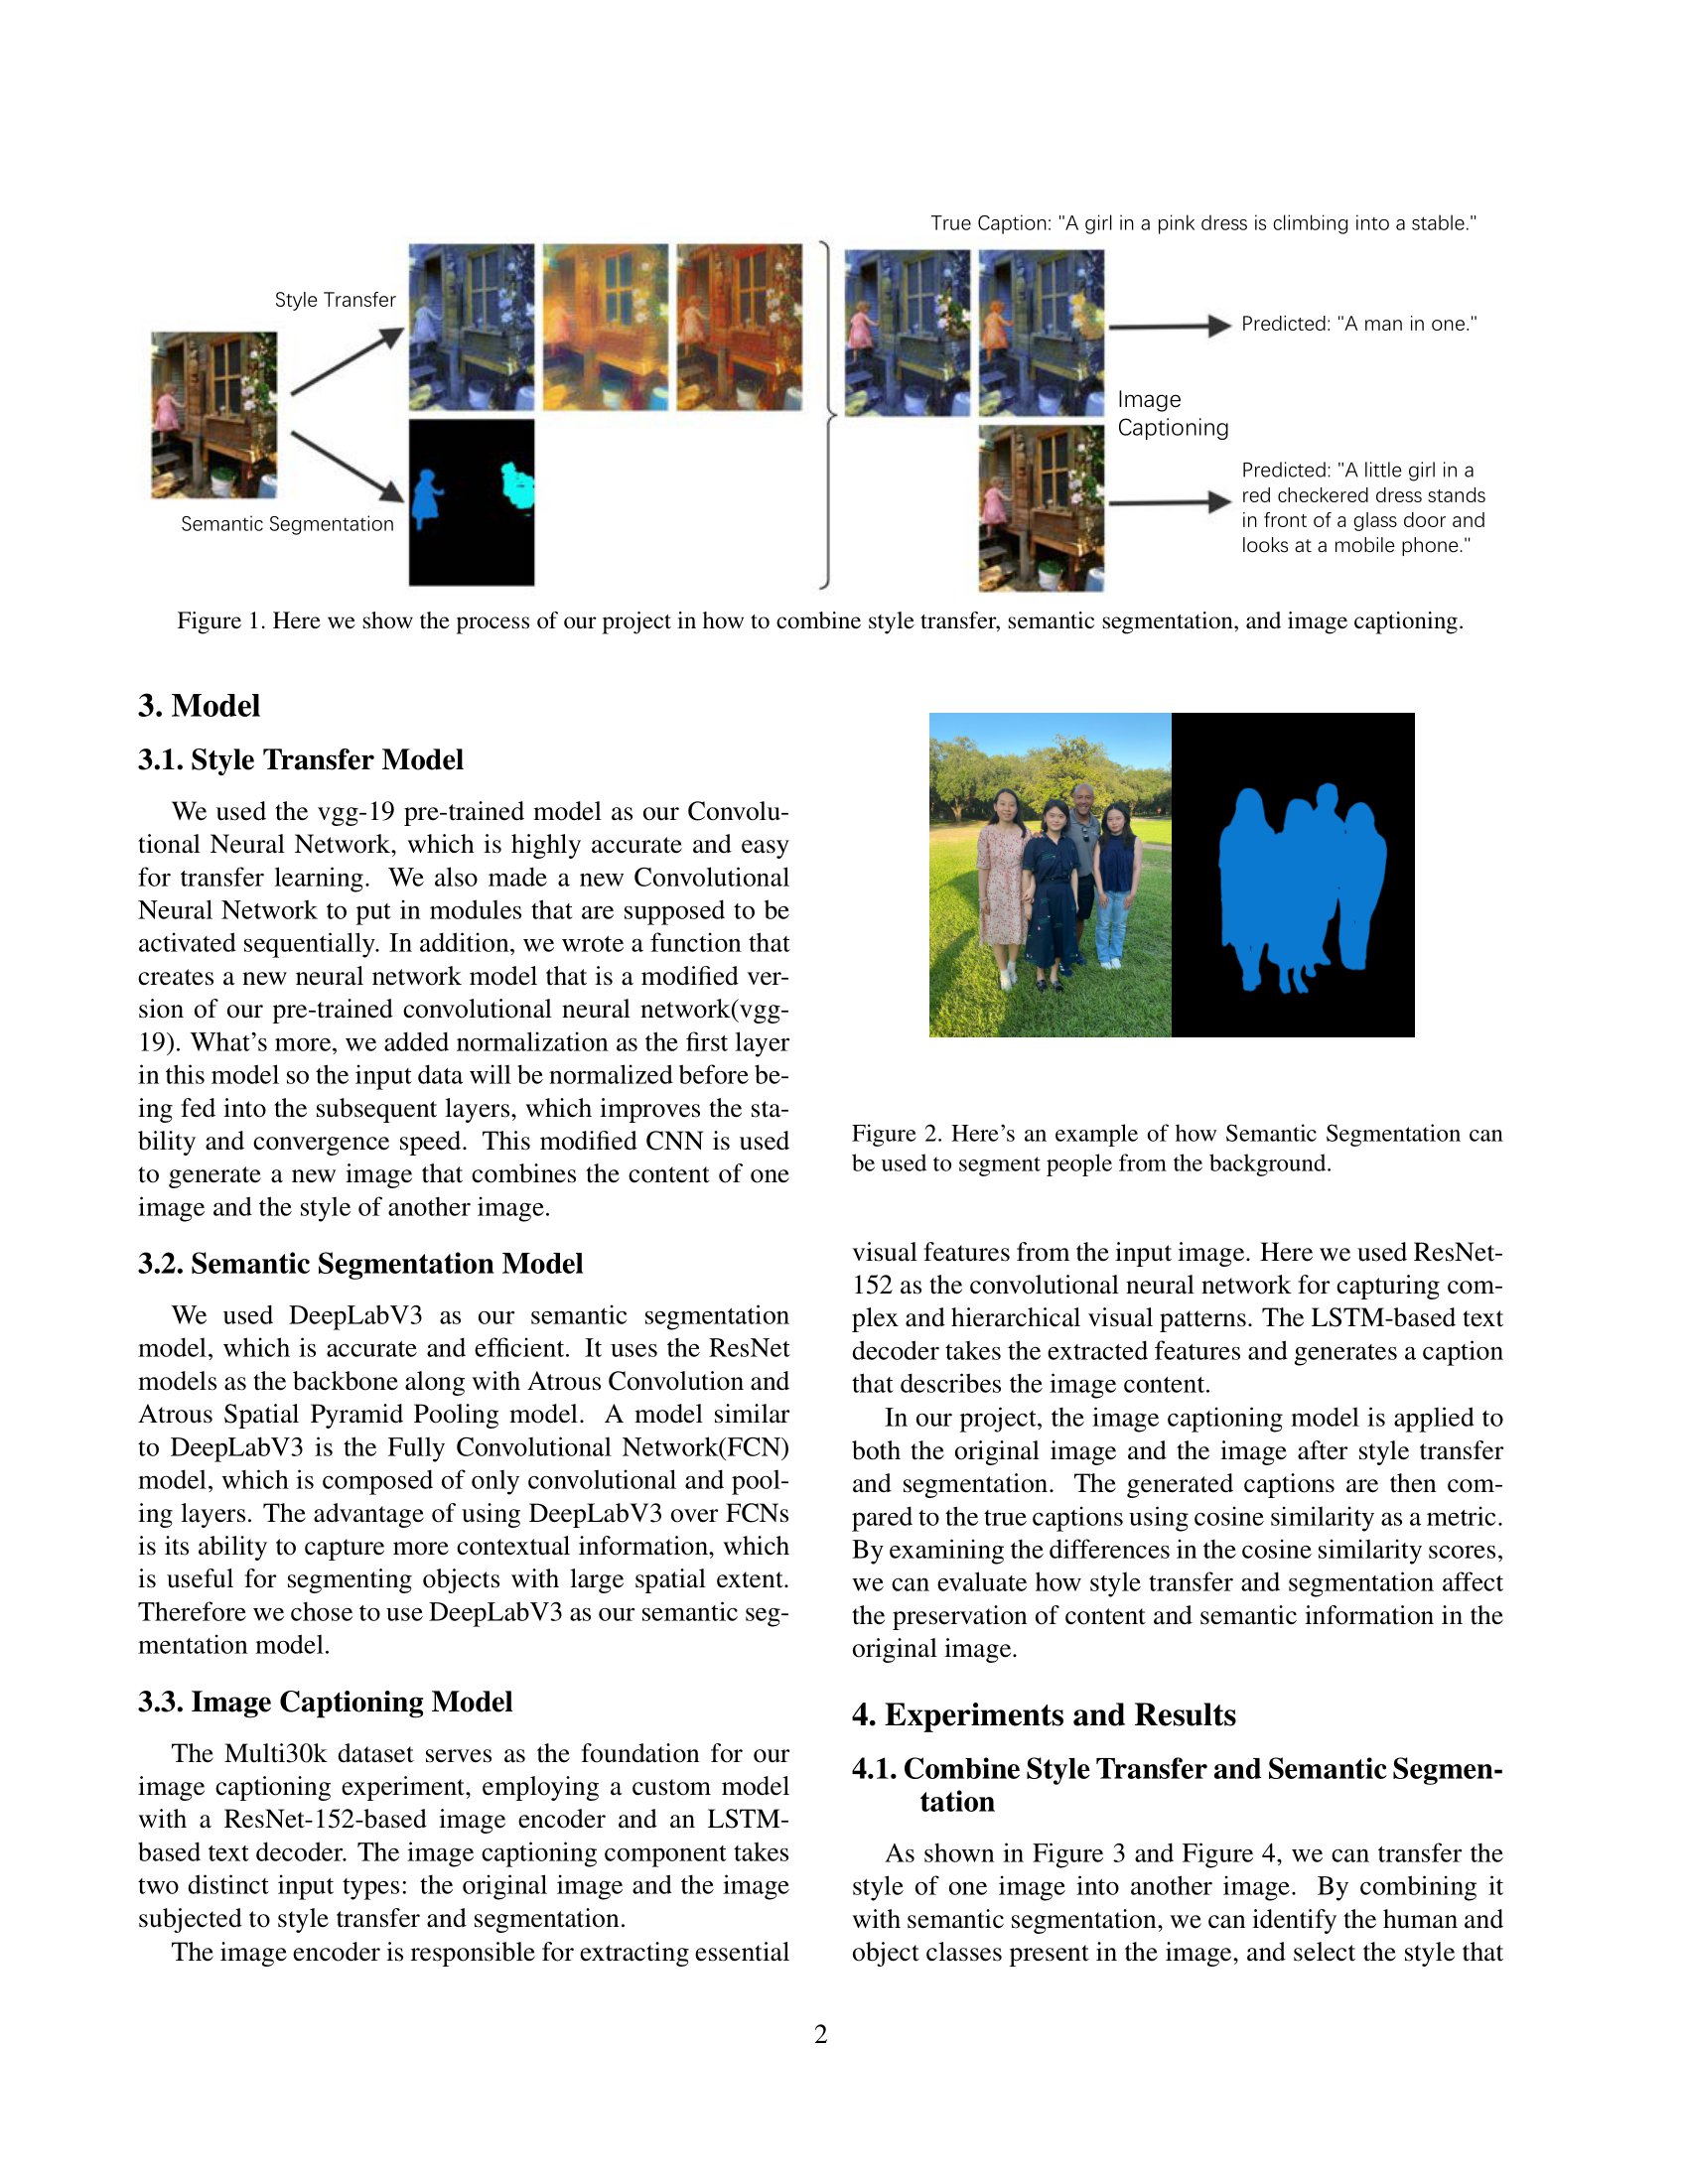 True Caption: "A girl in a pink dress is climbing into a stable."
Style Transfer
Semantic Segmentation
Predicted: "A man in one."
Image
Captioning
Predicted: "A little girl in a
red checkered dress stands
in front of a glass door and
looks at a mobile phone."
Figure 1. Here we show the process of our project in how to combine style transfer, semantic segmentation, and image captioning.
3. Model
3.1. Style Transfer Model
We used the vgg-19 pre-trained model as our Convolu-
tional Neural Network, which is highly accurate and easy
for transfer learning. We also made a new Convolutional
Neural Network to put in modules that are supposed to be
activated sequentially. In addition, we wrote a function that
creates a new neural network model that is a modified ver-
sion of our pre-trained convolutional neural network(vgg-
19). What's more, we added normalization as the first layer
in this model so the input data will be normalized before be-
ing fed into the subsequent layers, which improves the sta-
bility and convergence speed. This modified CNN is used
to generate a new image that combines the content of one
image and the style of another image.
3.2. Semantic Segmentation Model
We used DeepLabV3 as our semantic segmentation
model, which is accurate and efficient. It uses the ResNet
models as the backbone along with Atrous Convolution and
Atrous Spatial Pyramid Pooling model. A model similar
to DeepLabV3 is the Fully Convolutional Network(FCN)
model, which is composed of only convolutional and pool-
ing layers. The advantage of using DeepLabV3 over FCNs
is its ability to capture more contextual information, which
is useful for segmenting objects with large spatial extent.
Therefore we chose to use DeepLabV3 as our semantic seg-
mentation model.
3.3. Image Captioning Model
The Multi30k dataset serves as the foundation for our
image captioning experiment, employing a custom model
with a ResNet-152-based image encoder and an LSTM-
based text decoder. The image captioning component takes
two distinct input types: the original image and the image
subjected to style transfer and segmentation.
The image encoder is responsible for extracting essential
Figure 2. Here's an example of how Semantic Segmentation can
be used to segment people from the background.
visual features from the input image. Here we used ResNet-
152 as the convolutional neural network for capturing com-
plex and hierarchical visual patterns. The LSTM-based text
decoder takes the extracted features and generates a caption
that describes the image content.
In our project, the image captioning model is applied to
both the original image and the image after style transfer
and segmentation. The generated captions are then com-
pared to the true captions using cosine similarity as a metric.
By examining the differences in the cosine similarity scores,
we can evaluate how style transfer and segmentation affect
the preservation of content and semantic information in the
original image.
4. Experiments and Results
4.1. Combine Style Transfer and Semantic Segmen-
tation
As shown in Figure 3 and Figure 4, we can transfer the
style of one image into another image. By combining it
with semantic segmentation, we can identify the human and
object classes present in the image, and select the style that
2